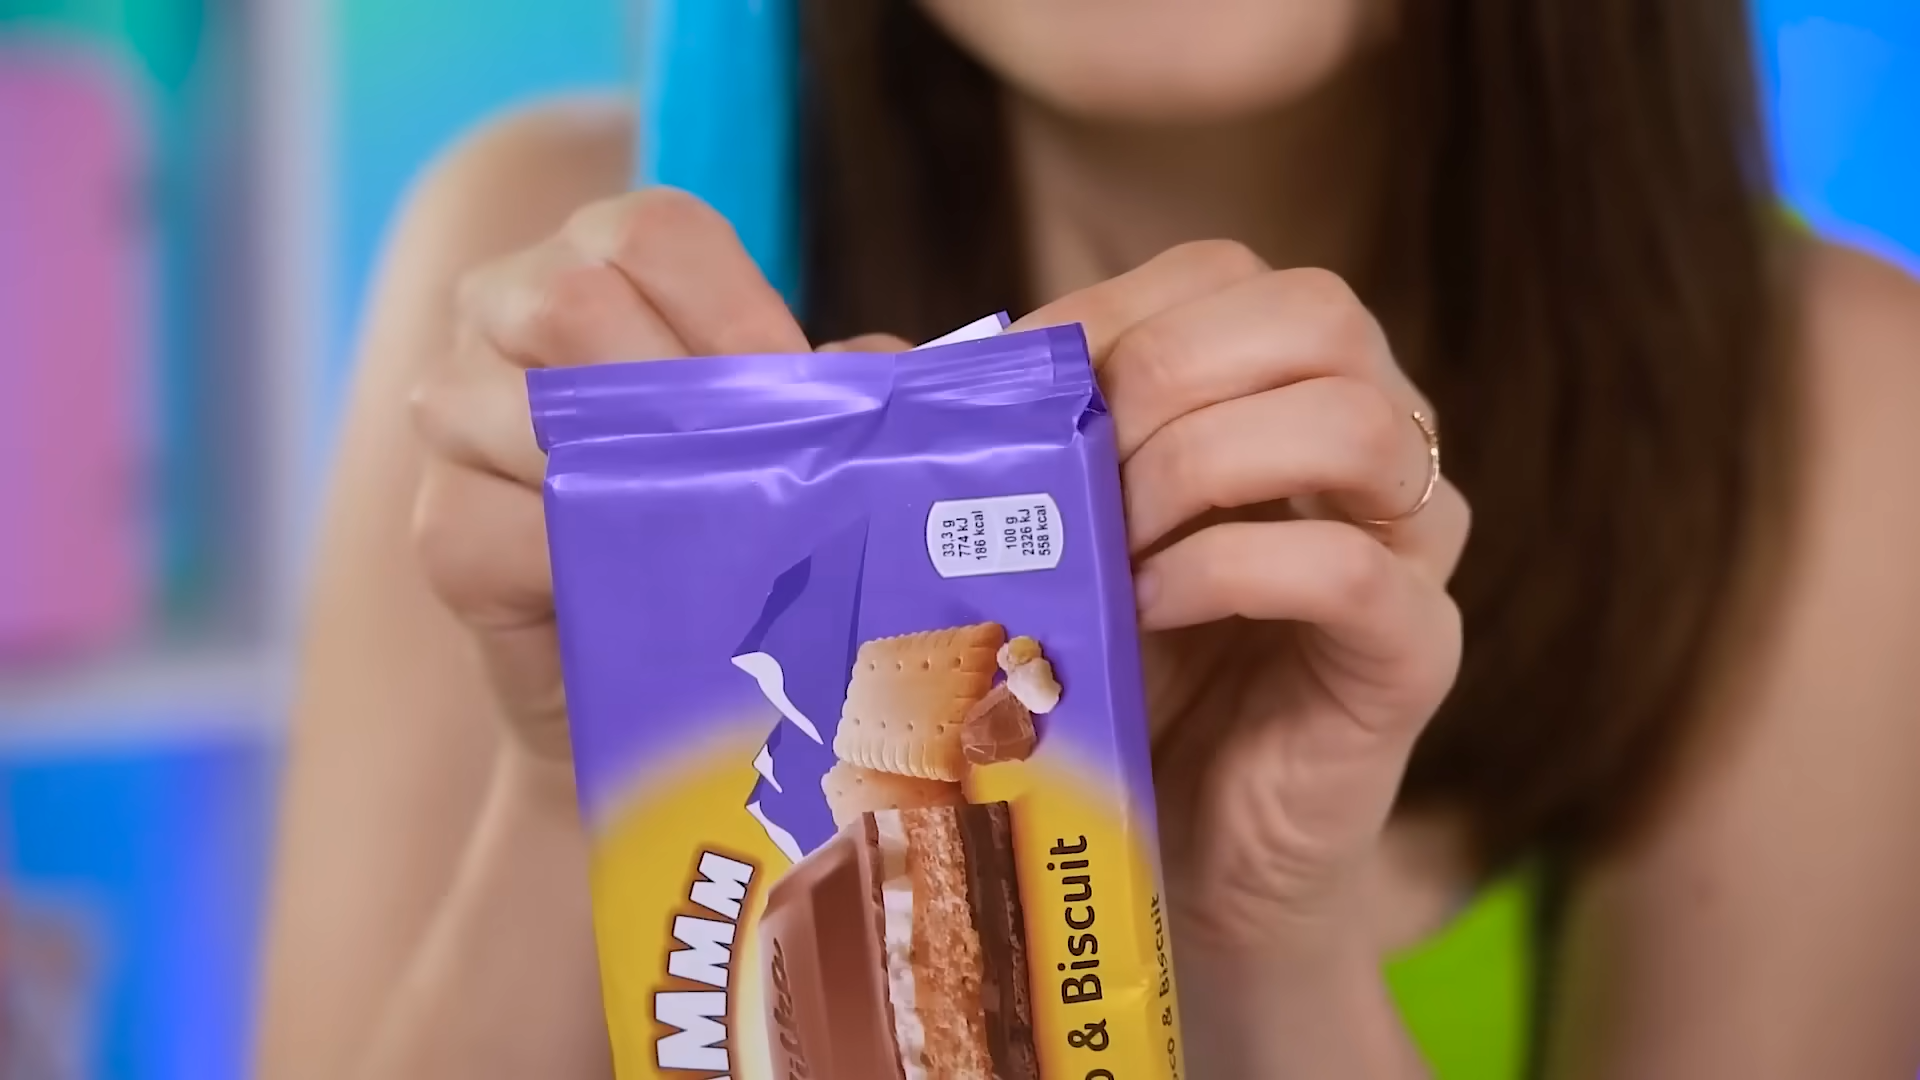 33,3 g
774 kJ
186 kcal
100 g
2326 kJ
558 kcal
MMM
& Biscuit
& Biscuit